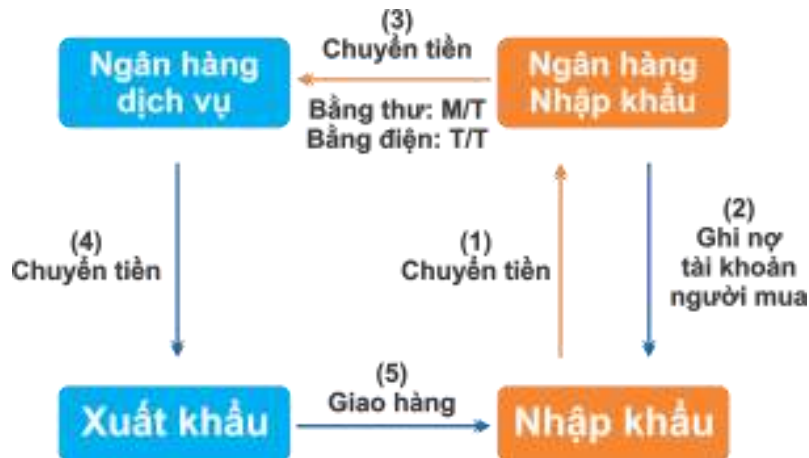 (3)
Chuyển tiền
Ngân hàng
dịch vụ
Ngân hàng
Nhập khẩu
Bằng thư: M/T
Bằng điện: T/T
(4)
Chuyển tiền
(1)
Chuyển tiền
(2)
Ghi nợ
tài khoản
người mua
(5)
Giao hàng
Xuất khẩu
Nhập khẩu